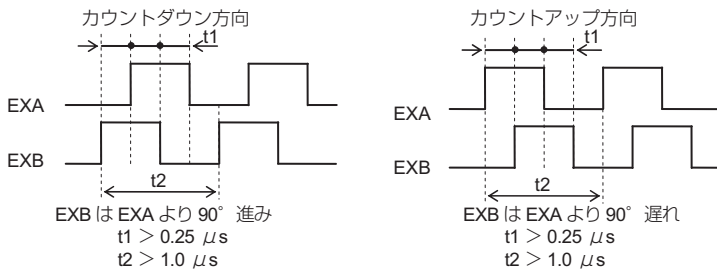 カウントダウン方向
t1
EXA
EXB
t2
EXB は EXA より 90° 進み
t1 > 0.25 μs
t2 > 1.0 μs
カウントアップ方向
t1
EXA
EXB
t2
EXB は EXA より 90° 遅れ
t1 > 0.25 μs
t2 > 1.0 μs